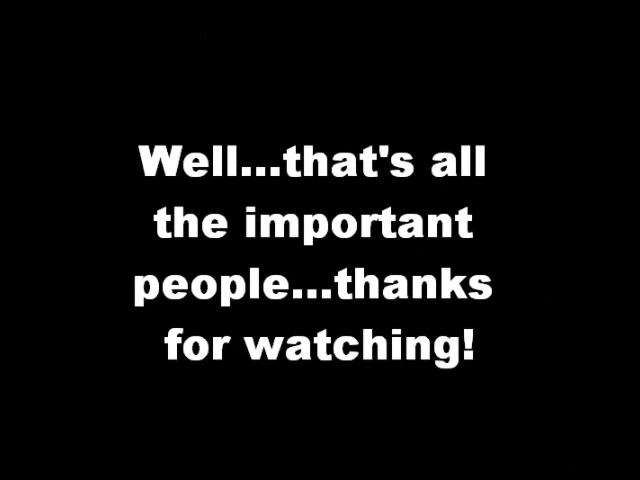 Well...that's all
the important
people...thanks
for watching!